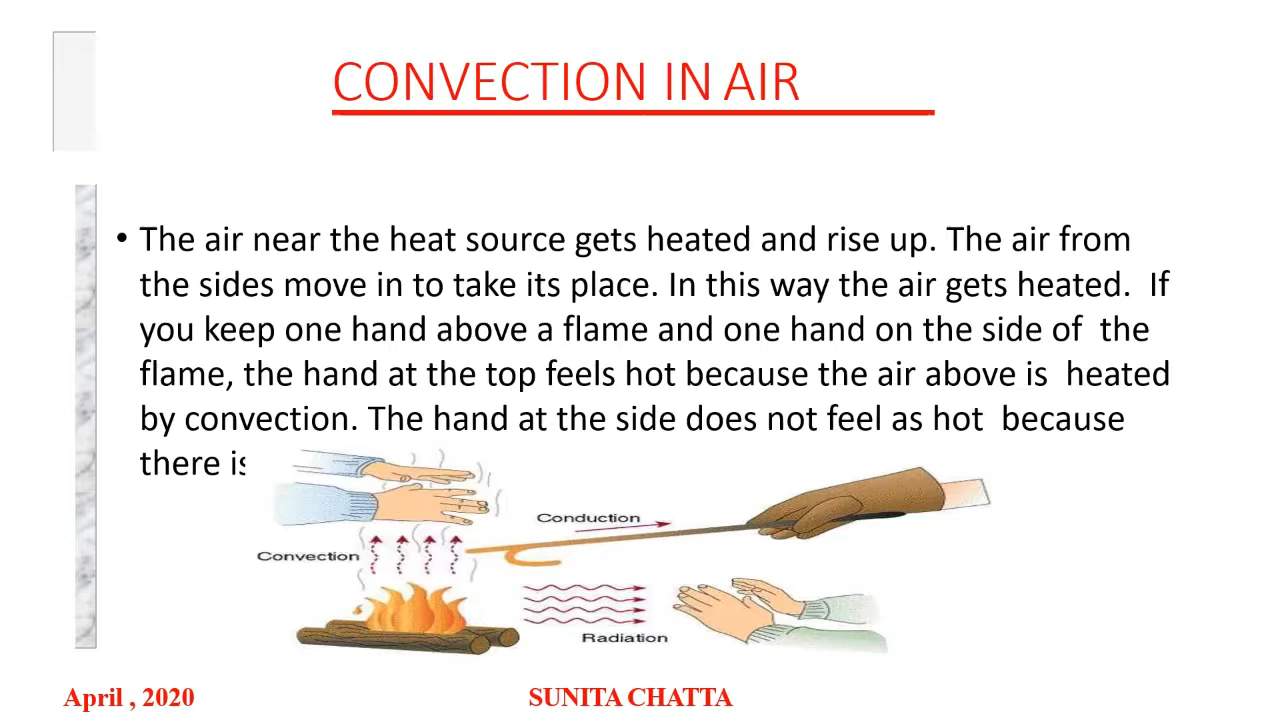 CONVECTION IN AIR
• The air near the heat source gets heated and rise up. The air from
the sides move in to take its place. In this way the air gets heated. If
you keep one hand above a flame and one hand on the side of the
flame, the hand at the top feels hot because the air above is heated
by convection. The hand at the side does not feel as hot because
there is
Conduction
Convection
Radiation
April , 2020
SUNITA CHATTA